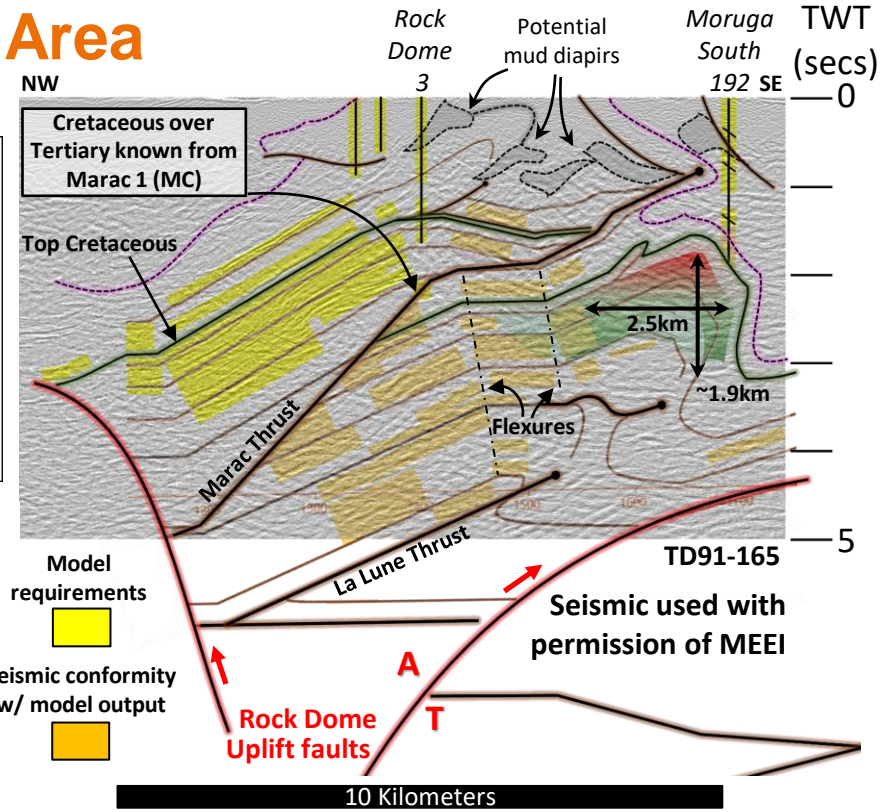 Area
Rock
Dome
3
Potential
mud diapirs
Moruga
South
192
TWT
(secs)
NW
SE
0
Cretaceous over
Tertiary known from
Marac 1 (MC)
Top Cretaceous
2.5km
~1.9km
Flexures
Marac Thrust
1500
1600
La Lune Thrust
5
TD91-165
Model
requirements
Seismic used with
permission of MEEI
eismic conformity
w/ model output
A
T
Rock Dome
Uplift faults
10 Kilometers